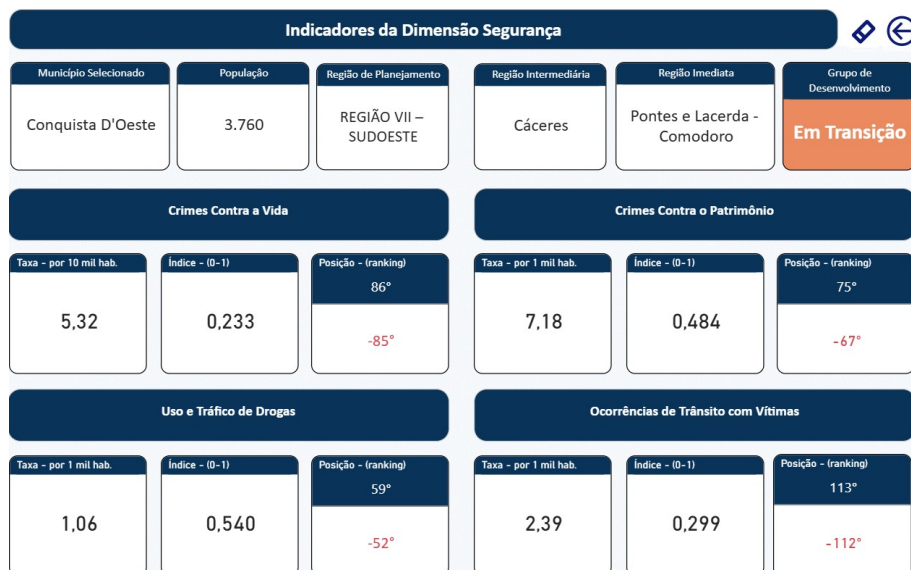 Indicadores da Dimensão Segurança
Município Selecionado
Conquista D'Oeste
População
3.760
Região de Planejamento
REGIÃO VII –
SUDOESTE
Região Intermediária
Cáceres
Região Imediata
Pontes e Lacerda -
Comodoro
Grupo de
Desenvolvimento
Em Transição
Crimes Contra a Vida
Taxa - por 10 mil hab.
5,32
Índice - (0-1)
0,233
Posição - (ranking)
86°
-85°
Crimes Contra o Patrimônio
Taxa - por 1 mil hab.
7,18
Índice - (0-1)
0,484
Posição - (ranking)
75°
-67°
Uso e Tráfico de Drogas
Taxa - por 1 mil hab.
1,06
Índice - (0-1)
0,540
Posição - (ranking)
59°
-52°
Ocorrências de Trânsito com Vítimas
Taxa - por 1 mil hab.
2,39
Índice - (0-1)
0,299
Posição - (ranking)
113°
-112°